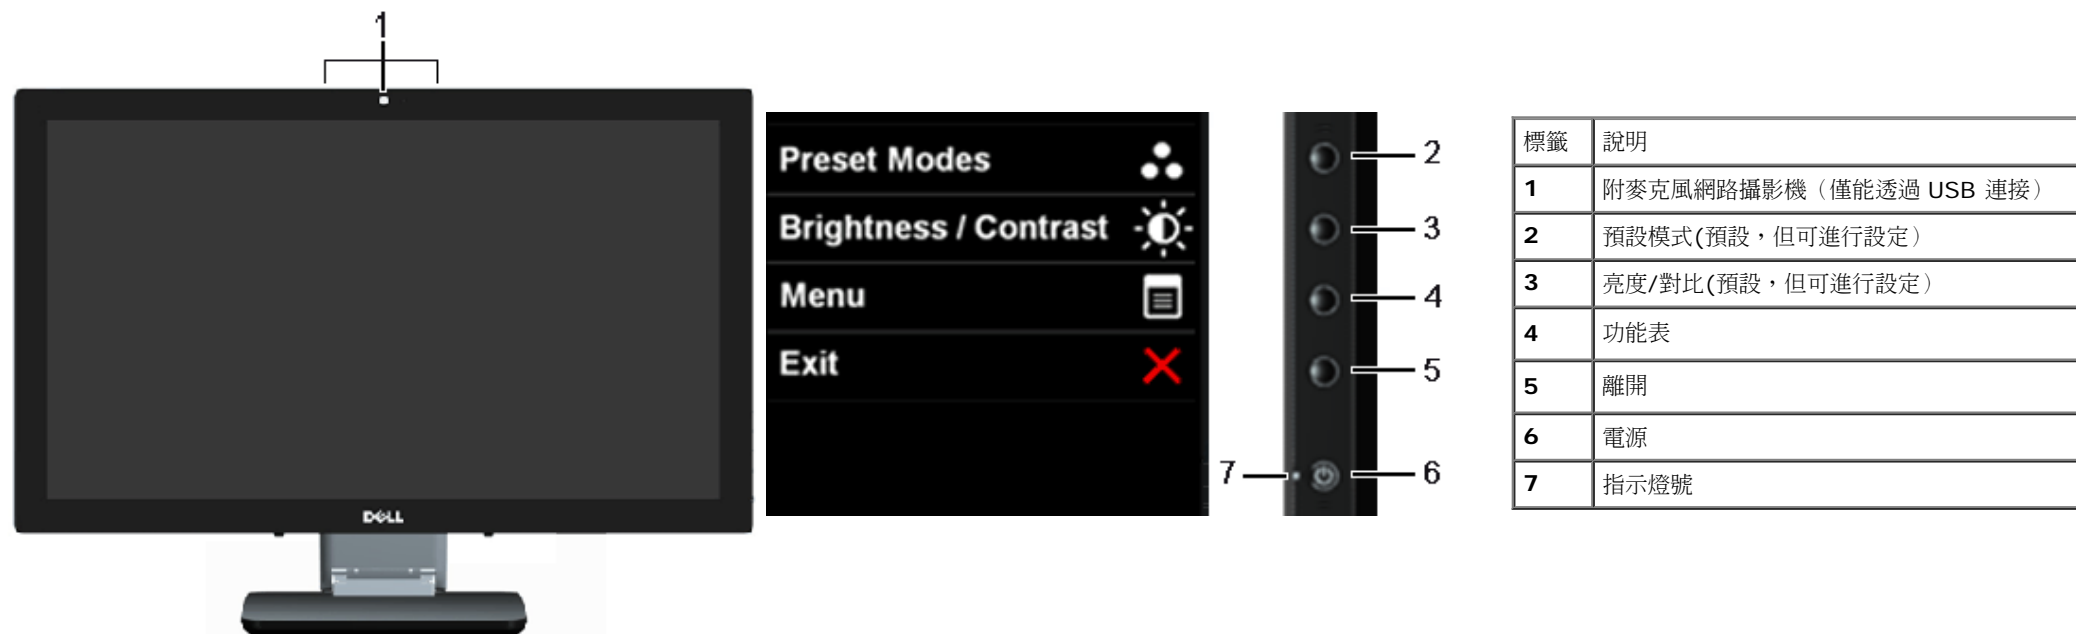 1
DELL
Preset Modes
Brightness / Contrast
Menu
Exit
2
3
4
5
7
6
標籤 說明
1 附麥克風網路攝影機（僅能透過 USB 連接）
2 預設模式(預設，但可進行設定）
3 亮度/對比(預設，但可進行設定）
4 功能表
5 離開
6 電源
7 指示燈號